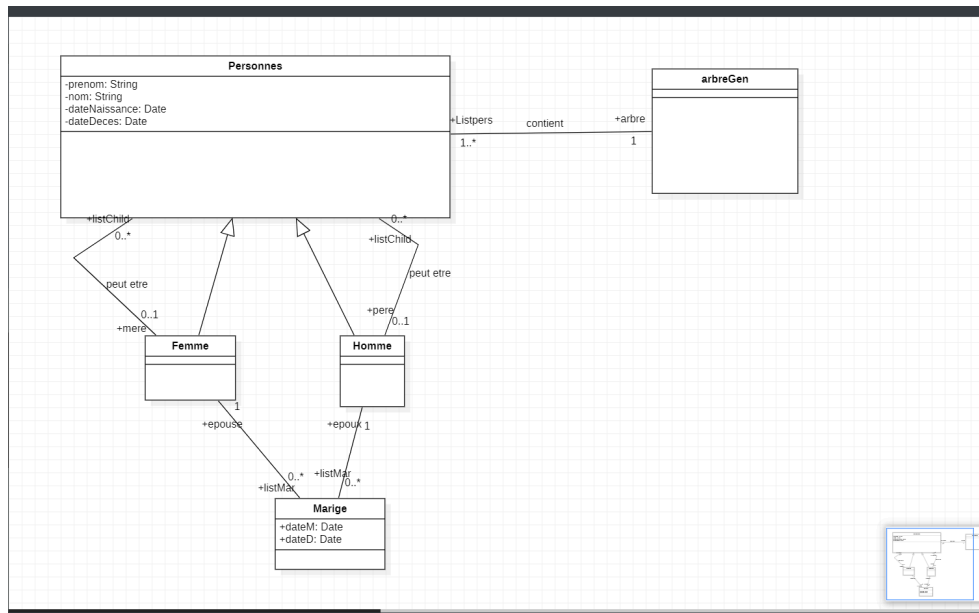 Personnes
-prenom: String
-nom: String
-dateNaissance: Date
-dateDeces: Date
arbreGen
+Listpers
contient
+arbre
1..*
1
+listChild
0..*
0..*
+listChild
peut etre
peut etre
0..1
+mere
+pere
0..1
Femme
Homme
1
+epouse
+epoux
1
0..*
+listMar
+listMar
0..*
Marige
+dateM: Date
+dateD: Date